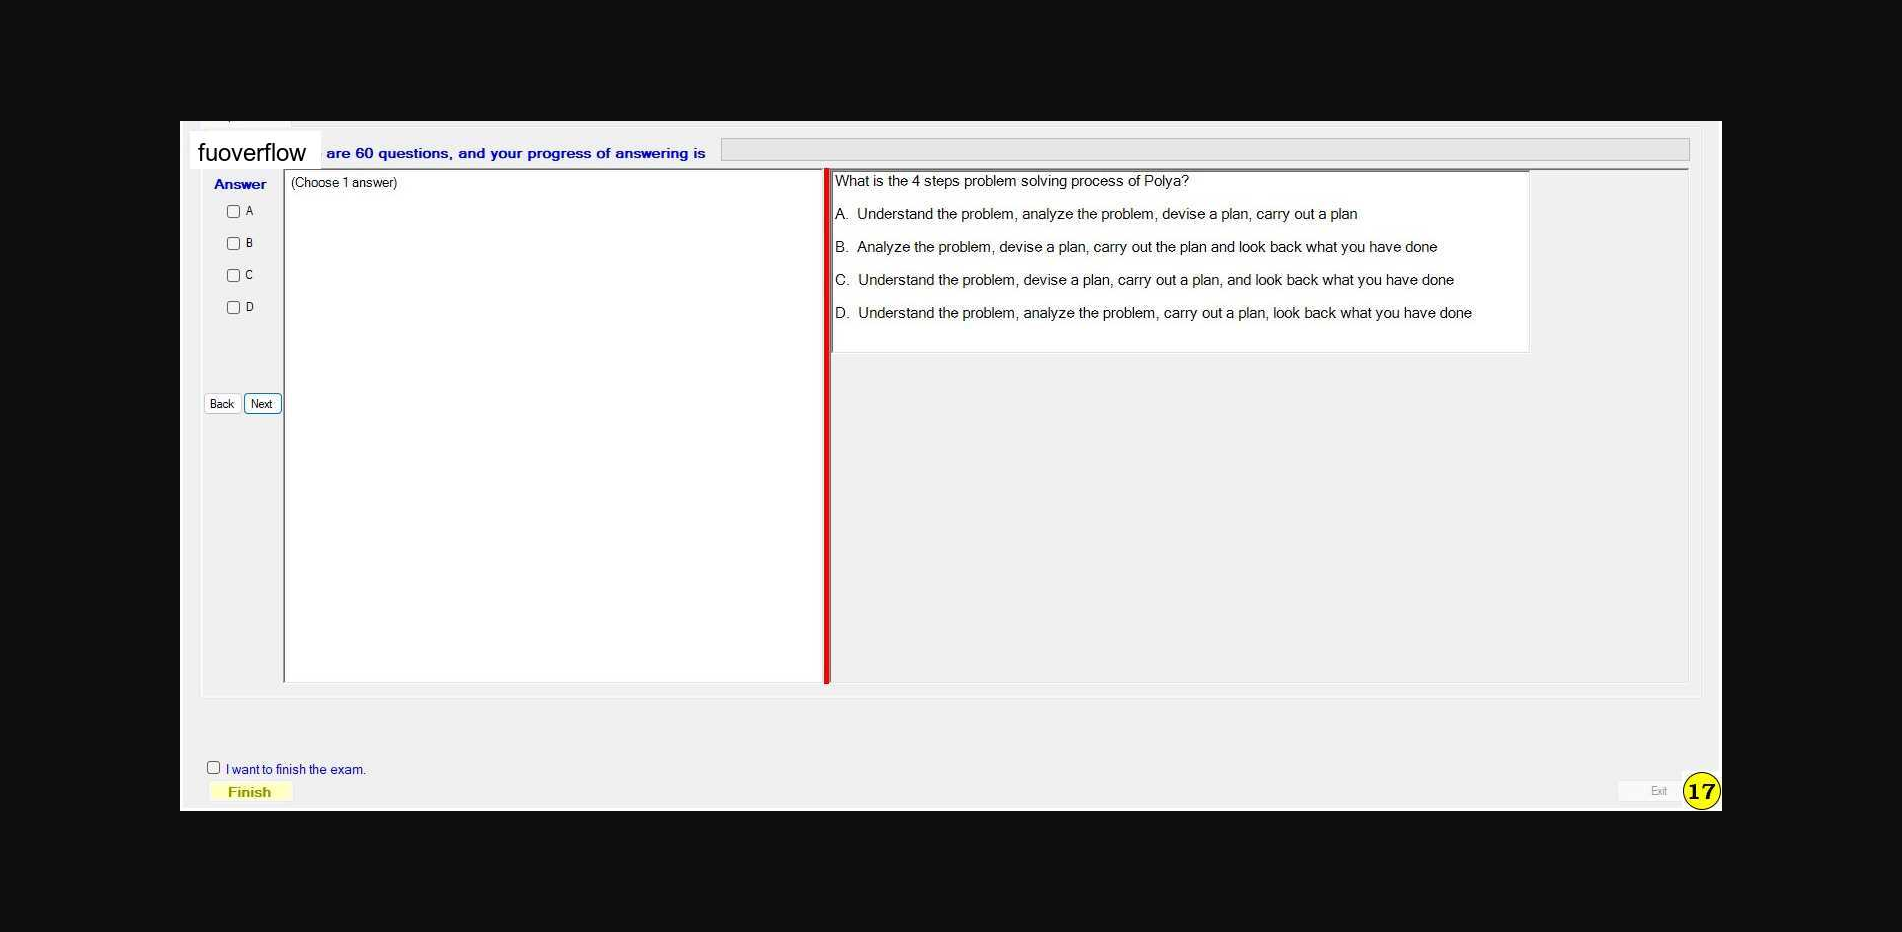 fuoverflow are 60 questions, and your progress of answering is
Answer
(Choose 1 answer)
A
B
C
D
Back Next
What is the 4 steps problem solving process of Polya?
A. Understand the problem, analyze the problem, devise a plan, carry out a plan
B. Analyze the problem, devise a plan, carry out the plan and look back what you have done
C. Understand the problem, devise a plan, carry out a plan, and look back what you have done
D. Understand the problem, analyze the problem, carry out a plan, look back what you have done
I want to finish the exam.
Finish
Exit
17